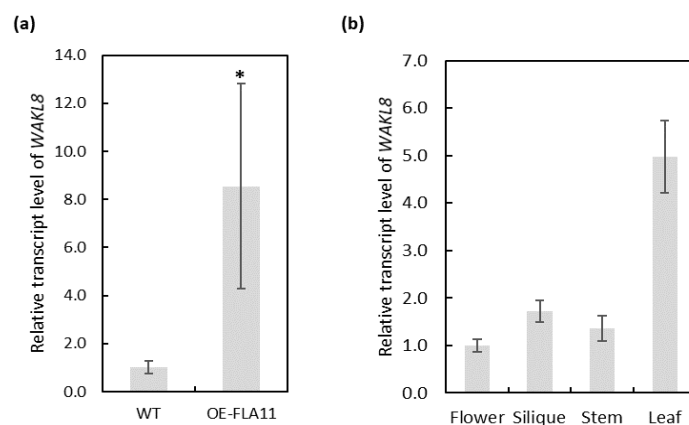 (a)
Relative transcript level of WAKL8
14.0
12.0
10.0
8.0
6.0
4.0
2.0
0.0
*
WT OE-FLA11
(b)
Relative transcript level of WAKL8
7.0
6.0
5.0
4.0
3.0
2.0
1.0
0.0
Flower Silique Stem Leaf